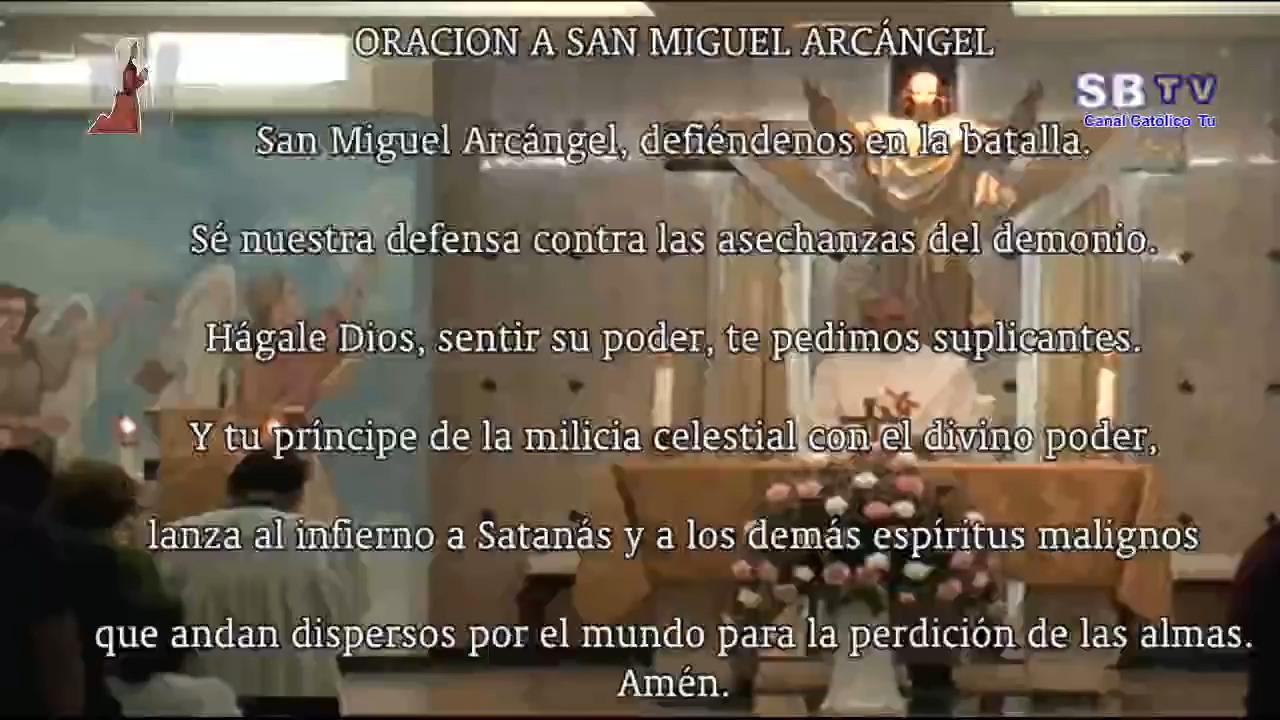 ORACION A SAN MIGUEL ARCÁNGEL
SBTV
Canal Catolico Tu
San Miguel Arcángel, defiéndenos en la batalla.
Sé nuestra defensa contra las asechanzas del demonio.
Hágale Dios, sentir su poder, te pedimos suplicantes.
Y tu príncipe de la milicia celestial con el divino poder,
lanza al infierno a Satanás y a los demás espíritus malignos
que andan dispersos por el mundo para la perdición de las almas.
Amén.